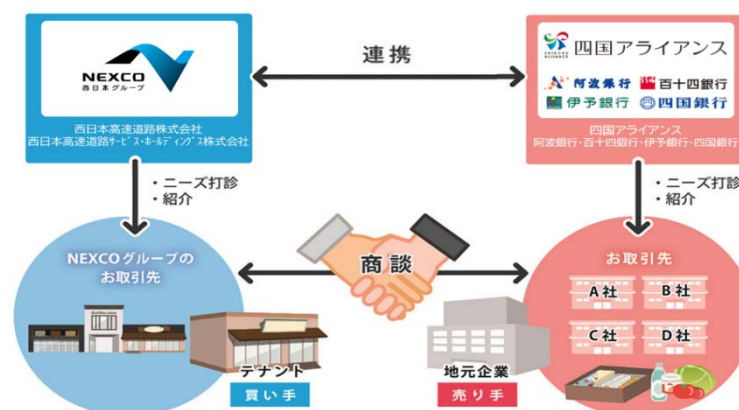 NEXCO
西日本グループ
西日本高速道路株式会社
西日本高速道路サービス・ホールディングス株式会社
連携
SHIKOKU ALLIANCE
四国アライアンス
阿波銀行 百十四銀行
伊予銀行 四国銀行
四国アライアンス
阿波銀行・百十四銀行・伊予銀行・四国銀行
・ニーズ打診
・紹介
・ニーズ打診
・紹介
NEXCOグループの
お取引先
商談
お取引先
A社 B社
C社 D社
テナント
買い手
地元企業
売り手